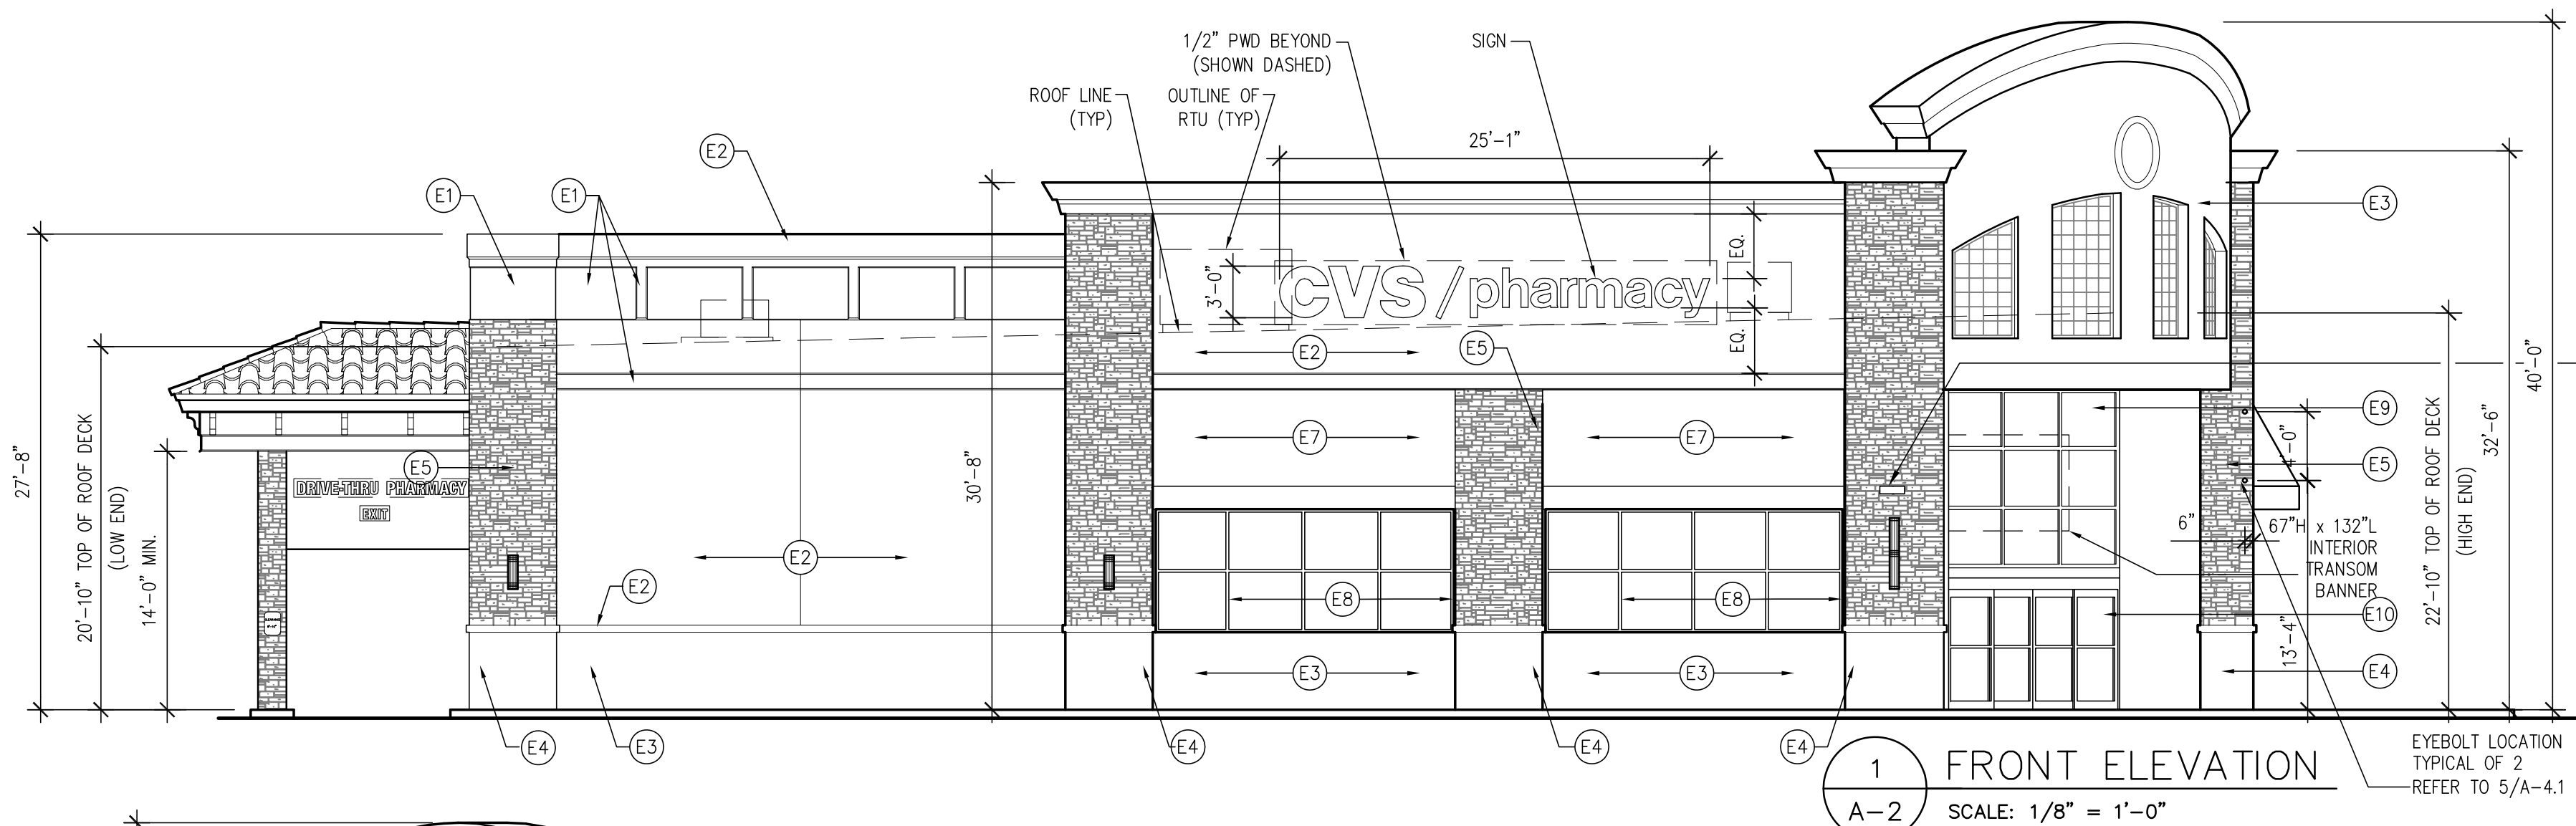 1/2" PWD BEYOND
(SHOWN DASHED)
SIGN
ROOF LINE
(TYP)
OUTLINE OF
RTU (TYP)
25'-1"
E2
E1
E1
E3
EQ.
3'-0"
CVS/pharmacy
EQ.
E2
E5
27'-8"
20'-10" TOP OF ROOF DECK
(LOW END)
14'-0" MIN.
30'-8"
E7
E7
E9
E5
E5
DRIVE-THRU PHARMACY
EXIT
6"
67"H x 132"L
INTERIOR
TRANSOM
BANNER
13'-4"
22'-10" TOP OF ROOF DECK
(HIGH END)
32'-6"
40'-0"
E2
E2
E8
E8
E10
E3
E3
E4
E4
E3
E4
E4
E4
1
A-2
FRONT ELEVATION
SCALE: 1/8" = 1'-0"
EYEBOLT LOCATION
TYPICAL OF 2
REFER TO 5/A-4.1